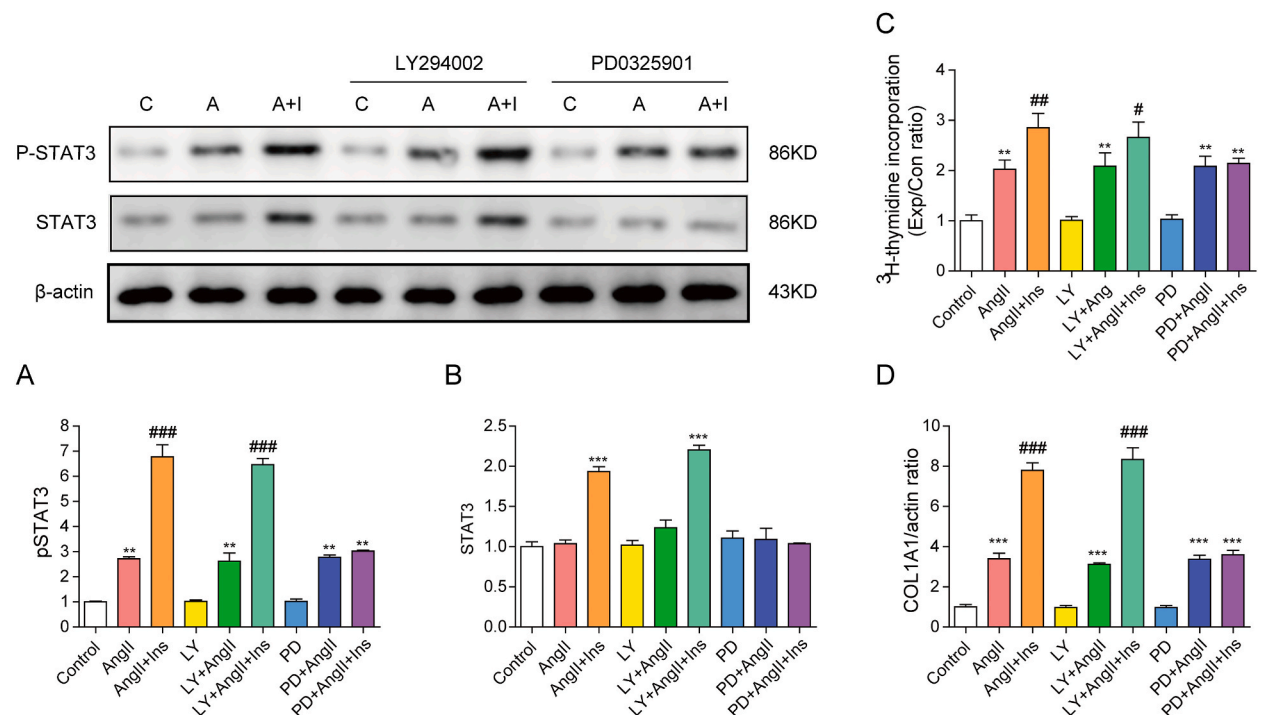 LY294002 PD0325901
C A A+I C A A+I C A A+I
P-STAT3 86KD
STAT3 86KD
β-actin 43KD
C
³H-thymidine incorporation
(Exp/Con ratio)
4
3
2
1
0
** ## ** # ** **
Control AngII AngII+Ins LY LY+Ang LY+AngII+Ins PD PD+AngII PD+AngII+Ins
A
pSTAT3
8
7
6
5
4
3
2
1
0
** ### ** ### ** **
Control AngII AngII+Ins LY LY+AngII LY+AngII+Ins PD PD+AngII PD+AngII+Ins
B
STAT3
2.5
2.0
1.5
1.0
0.5
0.0
*** ***
Control AngII AngII+Ins LY LY+AngII LY+AngII+Ins PD PD+AngII PD+AngII+Ins
D
COL1A1/actin ratio
10
8
6
4
2
0
*** ### *** ### *** ***
Control AngII AngII+Ins LY LY+AngII LY+AngII+Ins PD PD+AngII PD+AngII+Ins